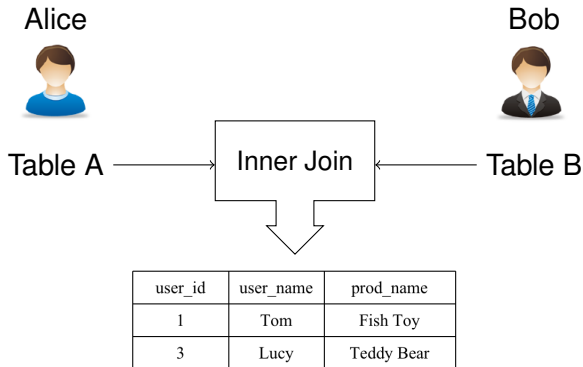 Alice Bob
Table A Inner Join Table B
user_id user_name prod_name
1 Tom Fish Toy
3 Lucy Teddy Bear